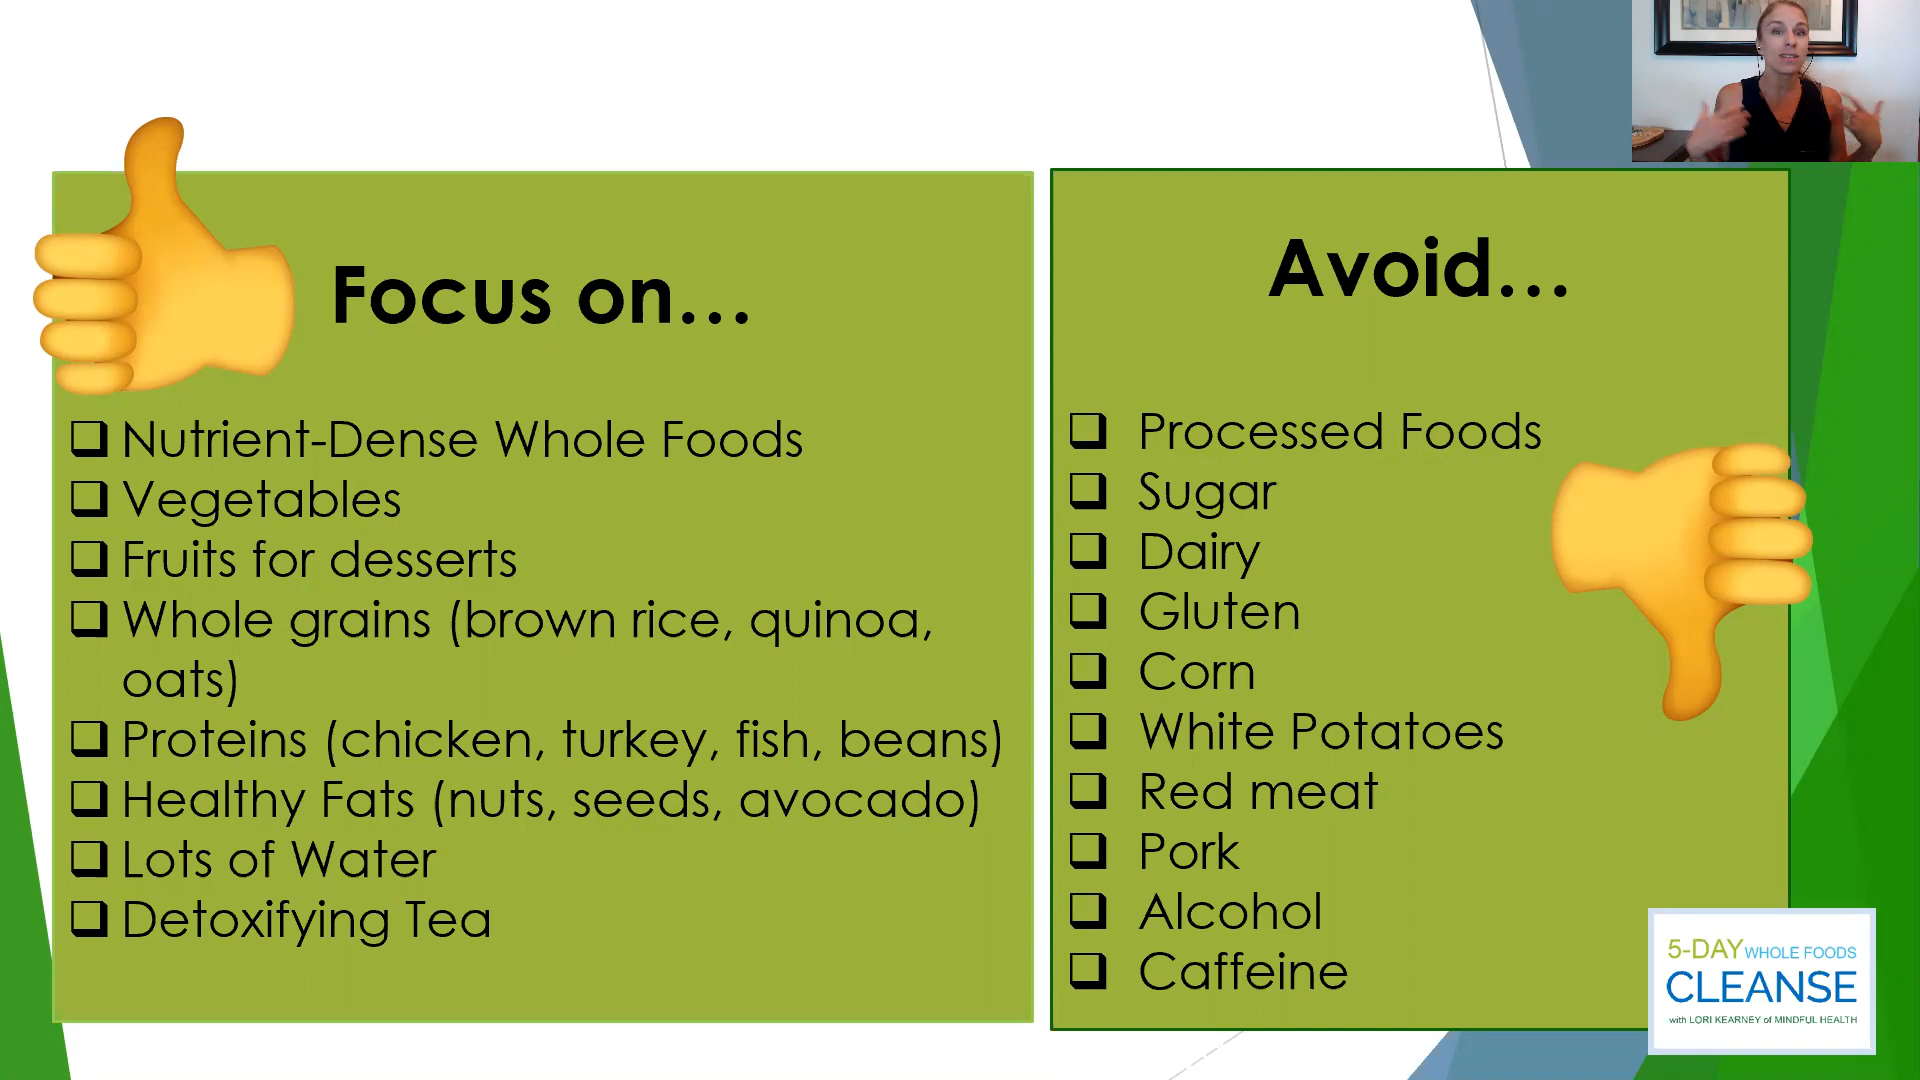 Focus on...
Nutrient-Dense Whole Foods
Vegetables
Fruits for desserts
Whole grains (brown rice, quinoa,
oats)
Proteins (chicken, turkey, fish, beans)
Healthy Fats (nuts, seeds, avocado)
Lots of Water
Detoxifying Tea
Avoid...
Processed Foods
Sugar
Dairy
Gluten
Corn
White Potatoes
Red meat
Pork
Alcohol
Caffeine
5-DAY WHOLE FOODS
CLEANSE
with LORI KEARNEY of MINDFUL HEALTH